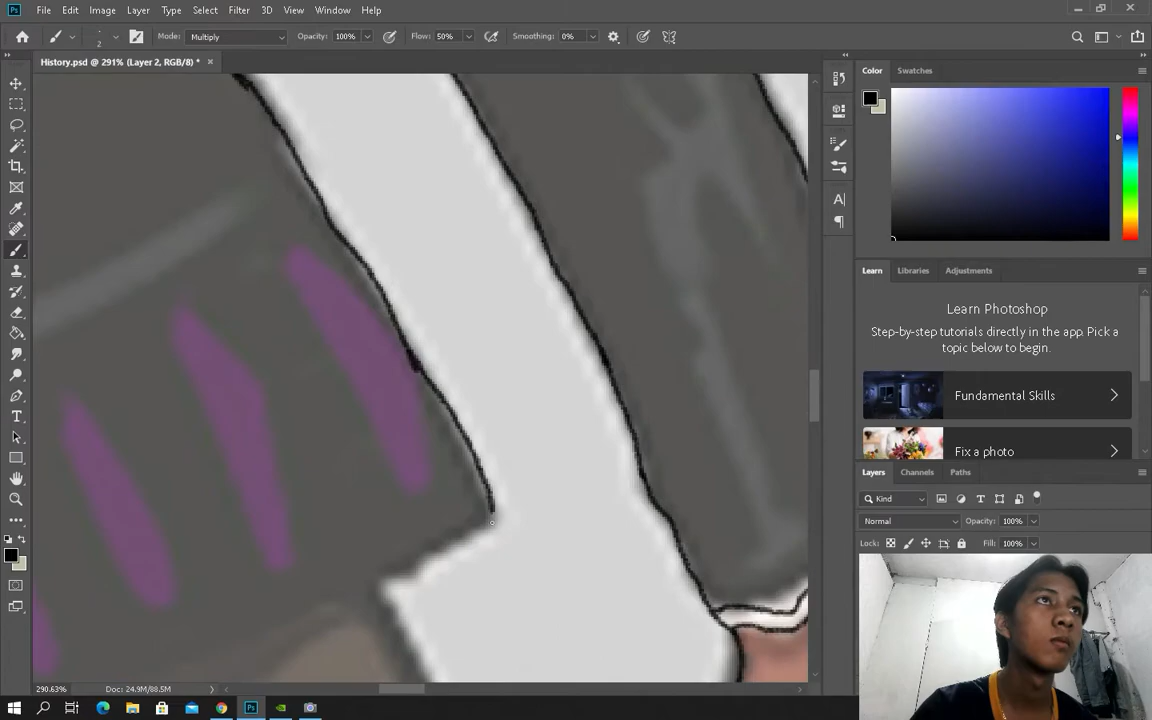 Ps File Edit Image Layer Type Select Filter 3D View Window Help
2 Mode: Multiply Opacity: 100% Flow: 50% Smoothing: 0%
History.psd @ 291% (Layer 2, RGB/8) * ×
Color Swatches
Learn Libraries Adjustments
Learn Photoshop
Step-by-step tutorials directly in the app. Pick a
topic below to begin.
Fundamental Skills
Fix a photo
Layers Channels Paths
Kind
Normal Opacity: 100%
Lock: Fill: 100%
290.63% Doc: 24.9M/88.5M